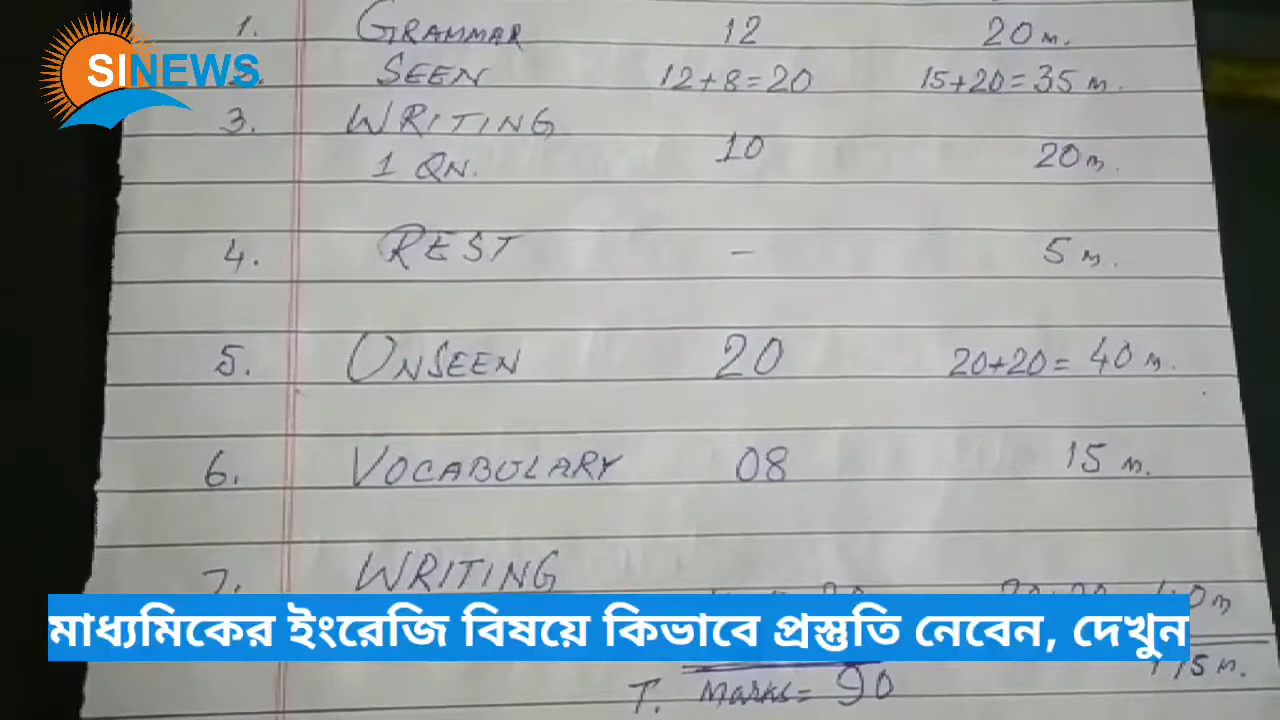 SINEWS
1. GRAMMAR 12 20 m.
SEEN 12+8=20 15+20=35 m.
3. WRITING
1 QN. 10 20 m.
4. REST – 5 m.
5. UNSEEN 20 20+20= 40 m.
6. VOCABULARY 08 15 m.
7. WRITING
মাধ্যমিকের ইংরেজি বিষয়ে কিভাবে প্রস্তুতি নেবেন, দেখুন
T. Marks= 90